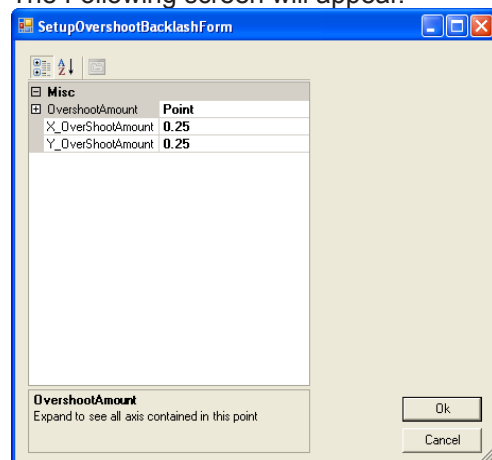 The Following screen will appear.
SetupOvershootBacklashForm
Misc
OvershootAmount Point
X_OverShootAmount 0.25
Y_OverShootAmount 0.25
OvershootAmount
Expand to see all axis contained in this point
Ok
Cancel